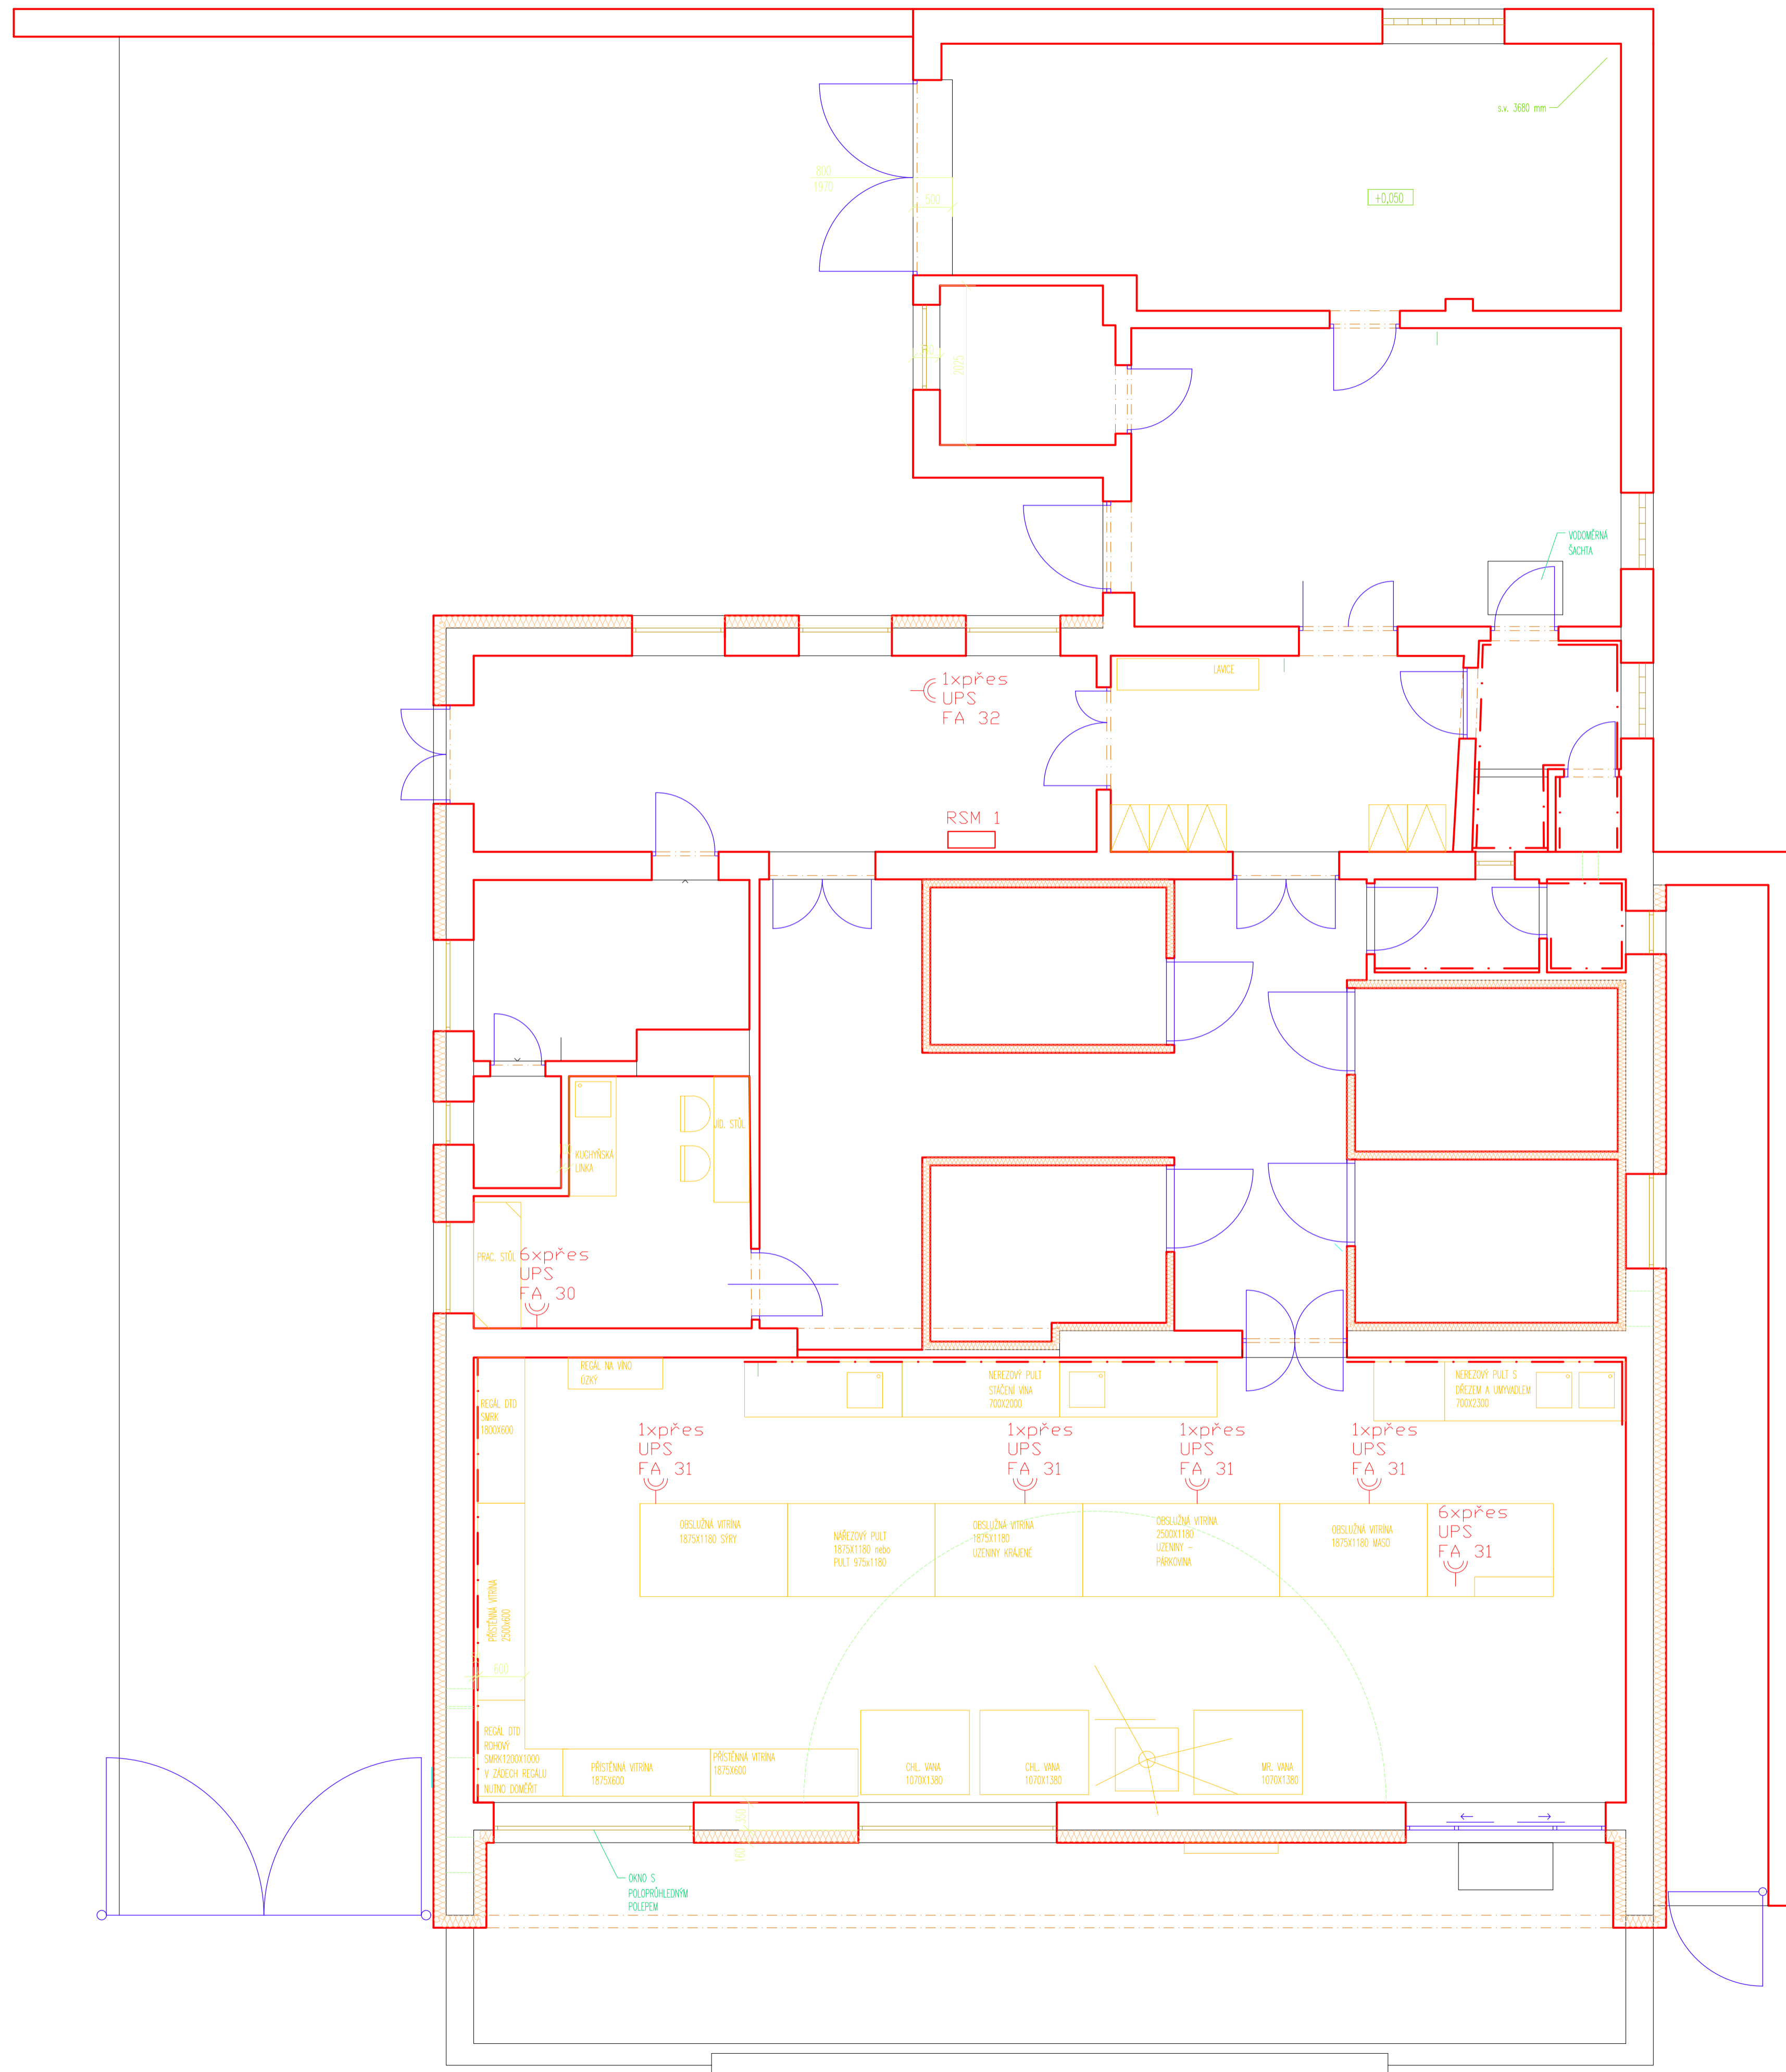 s.v. 3680 mm
800
1970
500
+0,050
2025
VODOMĚRNÁ
ŠACHTA
LAVICE
1xpřes
UPS
FA 32
RSM 1
JÍD. STŮL
KUCHYŇSKÁ
LINKA
PRAC. STŮL
6xpřes
UPS
FA 30
REGÁL NA VÍNO
ÚZKÝ
NEREZOVÝ PULT
STÁČENÍ VÍNA
700X2000
NEREZOVÝ PULT S
DŘEZEM A UMYVADLEM
700X2300
REGÁL DTD
SMRK
1800X600
1xpřes
UPS
FA 31
1xpřes
UPS
FA 31
1xpřes
UPS
FA 31
1xpřes
UPS
FA 31
6xpřes
UPS
FA 31
OBSLUŽNÁ VITRÍNA
1875X1180 SÝRY
NÁŘEZOVÝ PULT
1875X1180 nebo
PULT 975x1180
OBSLUŽNÁ VITRÍNA
1875X1180
UZENINY KRÁJENÉ
OBSLUŽNÁ VITRÍNA
2500X1180
UZENINY -
PÁRKOVINA
OBSLUŽNÁ VITRÍNA
1875X1180 MASO
PŘÍSTĚNNÁ VITRÍNA
2500x600
600
REGÁL DTD
ROHOVÝ
SMRK1200X1000
V ZÁDECH REGÁLU
NUTNO DOMĚŘIT
PŘÍSTĚNNÁ VITRÍNA
1875X600
PŘÍSTĚNNÁ VITRÍNA
1875X600
CHL. VANA
1070X1380
CHL. VANA
1070X1380
MR. VANA
1070X1380
350
160
OKNO S
POLOPRŮHLEDNÝM
POLEPEM